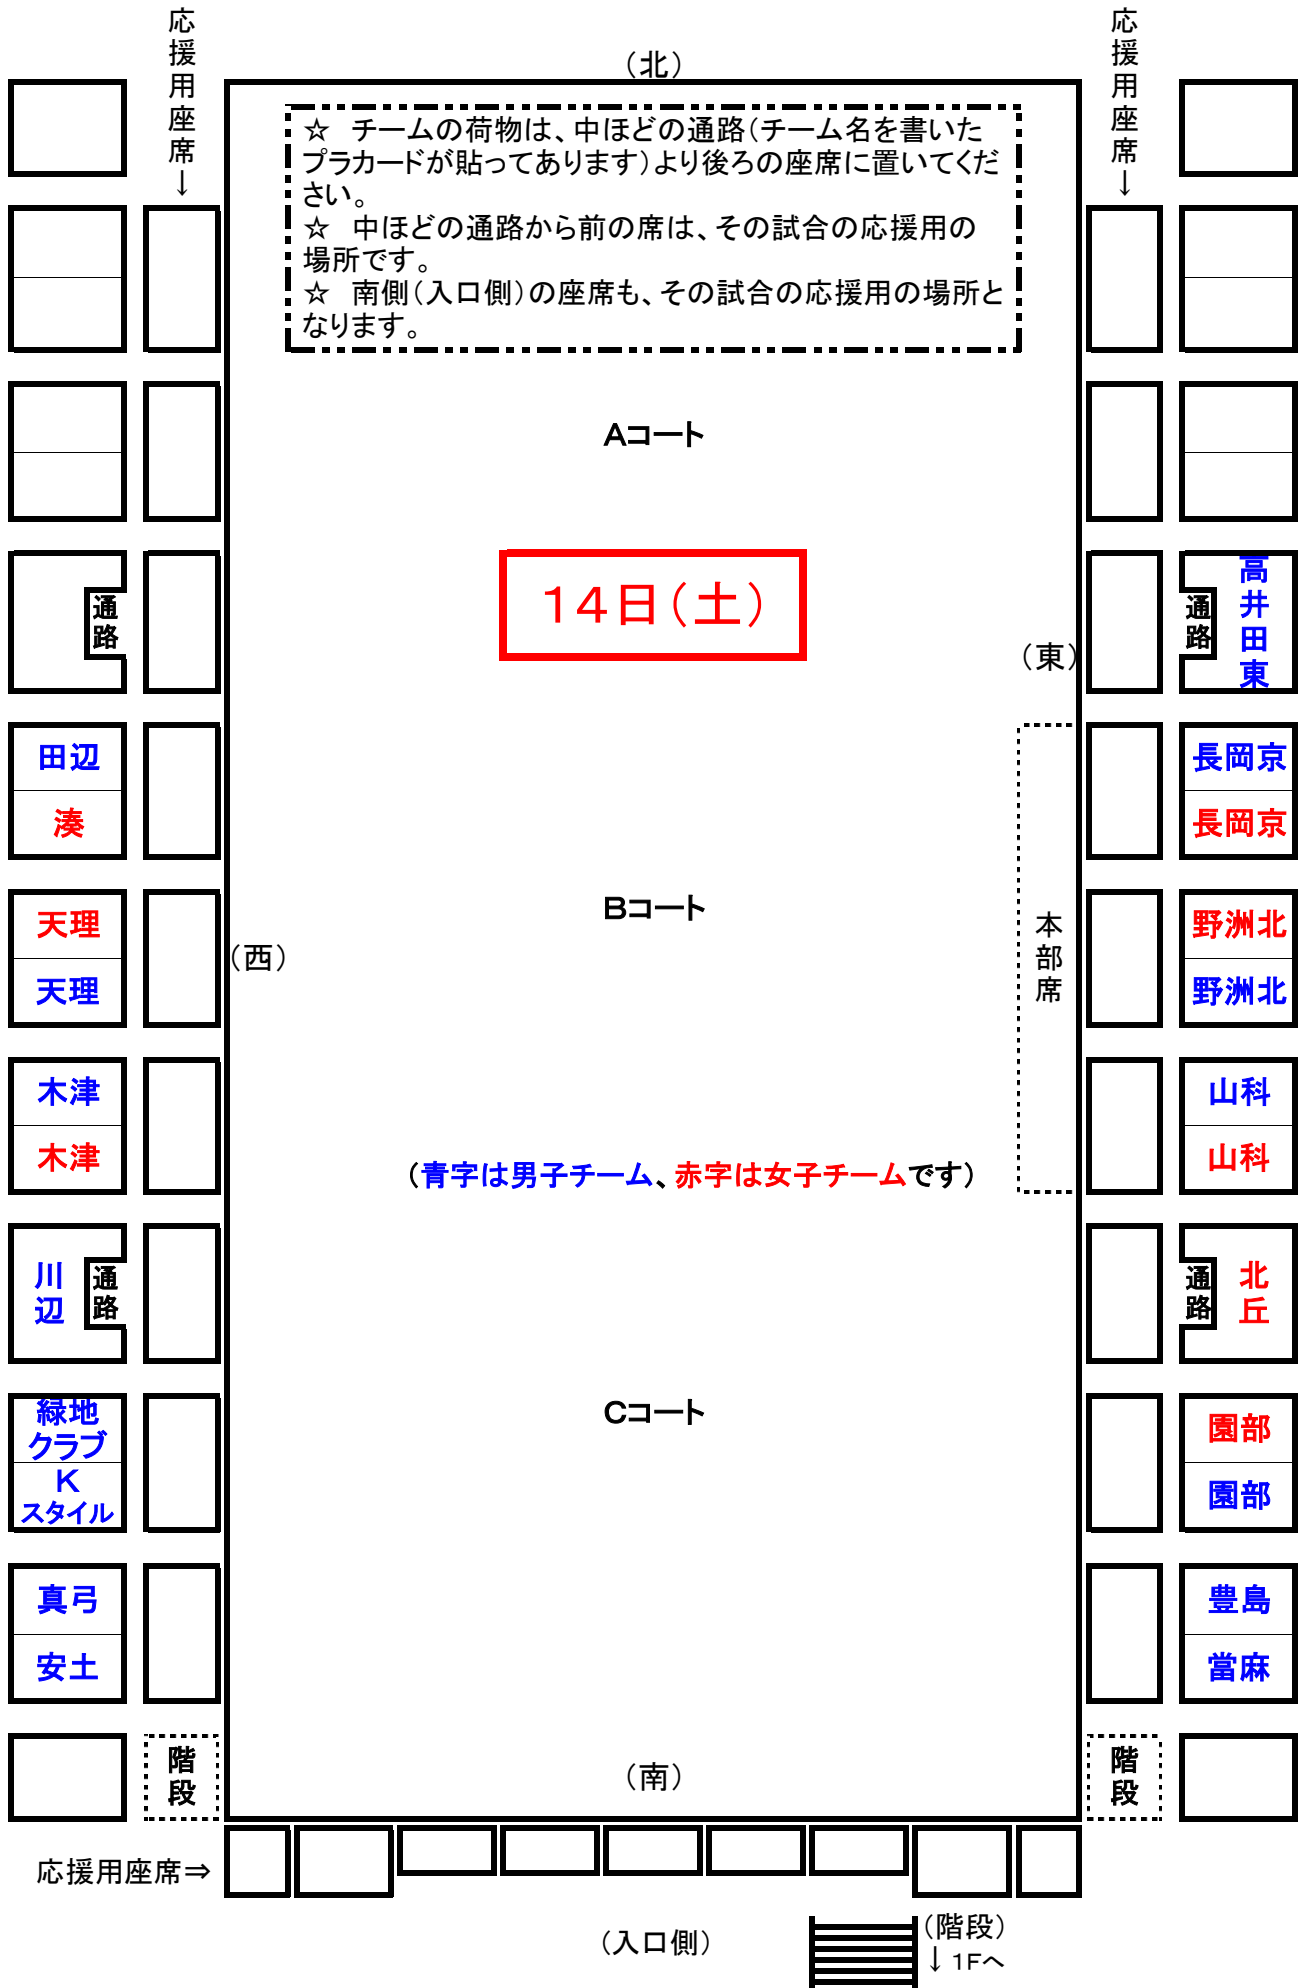 応援用座席↓
応援用座席↓
（北）
☆　チームの荷物は、中ほどの通路（チーム名を書いた
プラカードが貼ってあります）より後ろの座席に置いてくだ
さい。
☆　中ほどの通路から前の席は、その試合の応援用の
場所です。
☆　南側（入口側）の座席も、その試合の応援用の場所と
なります。
Aコート
14日（土）
通路
通路
高井田東
（東）
田辺
湊
長岡京
長岡京
天理
天理
（西）
Bコート
本部席
野洲北
野洲北
木津
木津
山科
山科
（青字は男子チーム、赤字は女子チームです）
川辺
通路
通路
北丘
緑地
クラブ
K
スタイル
Cコート
園部
園部
真弓
安土
豊島
當麻
階段
（南）
階段
応援用座席⇒
（入口側）
（階段）
↓1Fへ